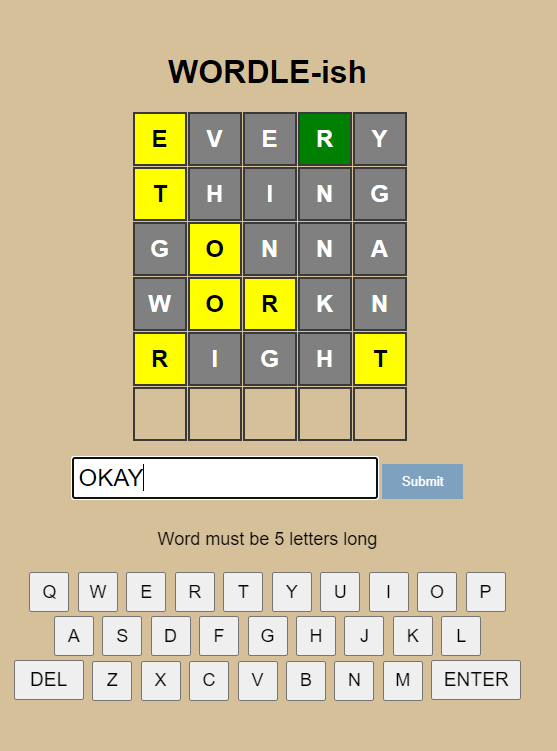 WORDLE-ish
E V E R Y
T H I N G
G O N N A
W O R K N
R I G H T
OKAY Submit
Word must be 5 letters long
Q W E R T Y U I O P
A S D F G H J K L
DEL Z X C V B N M ENTER